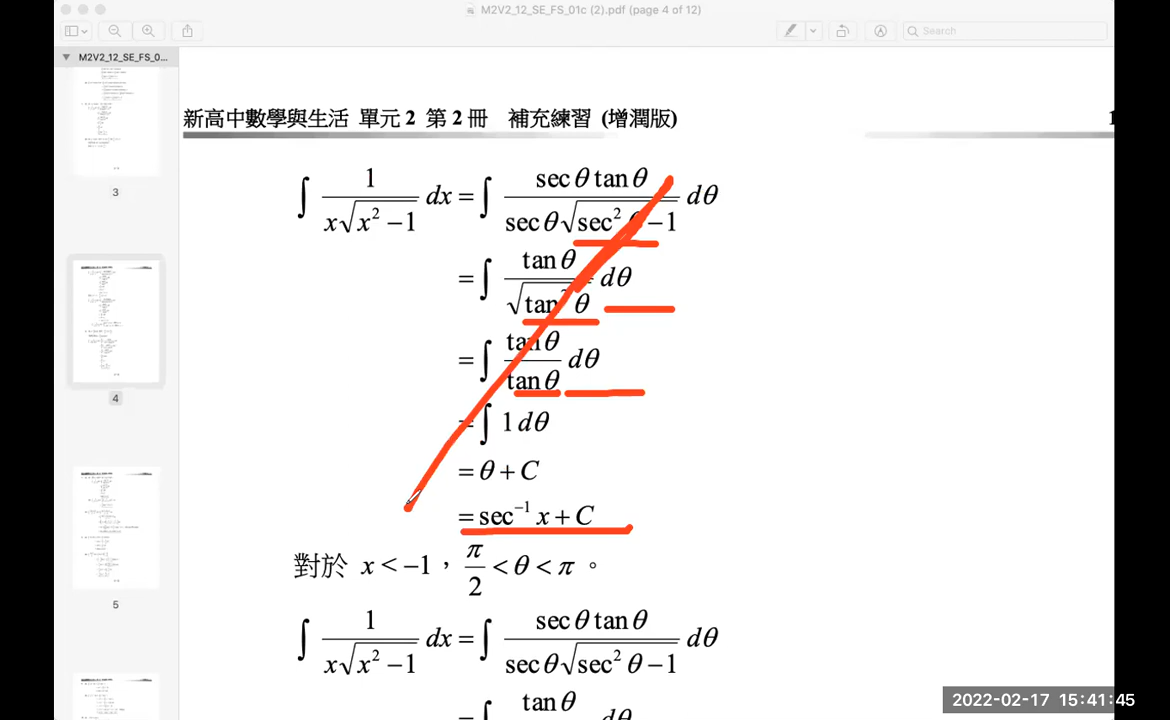 M2V2_12_SE_FS_01c (2).pdf (page 4 of 12)
Search
M2V2_12_SE_FS_0...
3
4
5
新高中數學與生活 單元 2 第 2 冊 補充練習 (增潤版)
∫ 1/(x√(x² −1)) dx = ∫ (sec θ tan θ)/(sec θ√(sec² θ −1)) dθ
= ∫ tan θ/√(tan² θ) dθ
= ∫ tan θ/tan θ dθ
= ∫ 1 dθ
= θ + C
= sec⁻¹ x + C
對於 x < −1，π/2 < θ < π 。
∫ 1/(x√(x² −1)) dx = ∫ (sec θ tan θ)/(sec θ√(sec² θ −1)) dθ
= ∫ tan θ dθ
2022-02-17 15:41:45